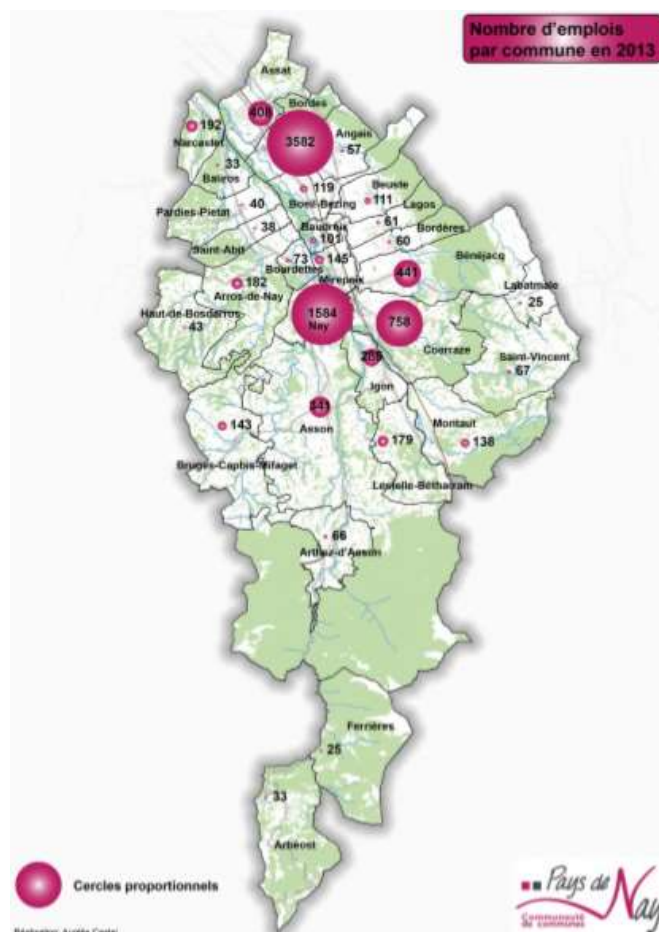 Nombre d'emplois
par commune en 2013
Assat
408
Bordes
3582
192
Narcastet
Angais
57
33
Baliros
119
Boeil-Bezing
Beuste
111
Lagos
40
Pardies-Piétat
Baudreix
61
Bordères
38
101
60
Saint-Abit
Bénéjacq
73
145
Bourdettes
Mirepeix
441
182
Arros-de-Nay
Labatmale
25
Haut-de-Bosdarros
43
1584
Nay
758
Coarraze
Saint-Vincent
67
Igon
341
Asson
143
Montaut
179
138
Bruges-Capbis-Mifaget
Lestelle-Bétharram
66
Arthez-d'Asson
Ferrières
25
33
Arbéost
Cercles proportionnels
Pays de
Nay
Communauté
de communes